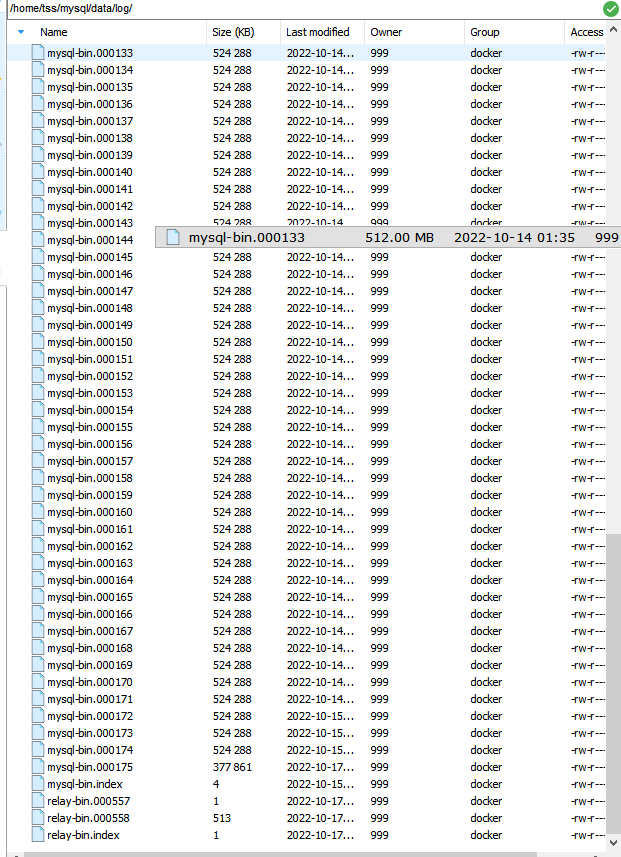 /home/tss/mysql/data/log/
Name Size (KB) Last modified Owner Group Access
mysql-bin.000133 524 288 2022-10-14... 999 docker -rw-r---
mysql-bin.000134 524 288 2022-10-14... 999 docker -rw-r---
mysql-bin.000135 524 288 2022-10-14... 999 docker -rw-r---
mysql-bin.000136 524 288 2022-10-14... 999 docker -rw-r---
mysql-bin.000137 524 288 2022-10-14... 999 docker -rw-r---
mysql-bin.000138 524 288 2022-10-14... 999 docker -rw-r---
mysql-bin.000139 524 288 2022-10-14... 999 docker -rw-r---
mysql-bin.000140 524 288 2022-10-14... 999 docker -rw-r---
mysql-bin.000141 524 288 2022-10-14... 999 docker -rw-r---
mysql-bin.000142 524 288 2022-10-14... 999 docker -rw-r---
mysql-bin.000143 524 288 2022-10-14... 999 docker -rw-r---
mysql-bin.000144
mysql-bin.000133 512.00 MB 2022-10-14 01:35 999
mysql-bin.000145 524 288 2022-10-14... 999 docker -rw-r---
mysql-bin.000146 524 288 2022-10-14... 999 docker -rw-r---
mysql-bin.000147 524 288 2022-10-14... 999 docker -rw-r---
mysql-bin.000148 524 288 2022-10-14... 999 docker -rw-r---
mysql-bin.000149 524 288 2022-10-14... 999 docker -rw-r---
mysql-bin.000150 524 288 2022-10-14... 999 docker -rw-r---
mysql-bin.000151 524 288 2022-10-14... 999 docker -rw-r---
mysql-bin.000152 524 288 2022-10-14... 999 docker -rw-r---
mysql-bin.000153 524 288 2022-10-14... 999 docker -rw-r---
mysql-bin.000154 524 288 2022-10-14... 999 docker -rw-r---
mysql-bin.000155 524 288 2022-10-14... 999 docker -rw-r---
mysql-bin.000156 524 288 2022-10-14... 999 docker -rw-r---
mysql-bin.000157 524 288 2022-10-14... 999 docker -rw-r---
mysql-bin.000158 524 288 2022-10-14... 999 docker -rw-r---
mysql-bin.000159 524 288 2022-10-14... 999 docker -rw-r---
mysql-bin.000160 524 288 2022-10-14... 999 docker -rw-r---
mysql-bin.000161 524 288 2022-10-14... 999 docker -rw-r---
mysql-bin.000162 524 288 2022-10-14... 999 docker -rw-r---
mysql-bin.000163 524 288 2022-10-14... 999 docker -rw-r---
mysql-bin.000164 524 288 2022-10-14... 999 docker -rw-r---
mysql-bin.000165 524 288 2022-10-14... 999 docker -rw-r---
mysql-bin.000166 524 288 2022-10-14... 999 docker -rw-r---
mysql-bin.000167 524 288 2022-10-14... 999 docker -rw-r---
mysql-bin.000168 524 288 2022-10-14... 999 docker -rw-r---
mysql-bin.000169 524 288 2022-10-14... 999 docker -rw-r---
mysql-bin.000170 524 288 2022-10-14... 999 docker -rw-r---
mysql-bin.000171 524 288 2022-10-14... 999 docker -rw-r---
mysql-bin.000172 524 288 2022-10-15... 999 docker -rw-r---
mysql-bin.000173 524 288 2022-10-15... 999 docker -rw-r---
mysql-bin.000174 524 288 2022-10-15... 999 docker -rw-r---
mysql-bin.000175 377 861 2022-10-17... 999 docker -rw-r---
mysql-bin.index 4 2022-10-15... 999 docker -rw-r---
relay-bin.000557 1 2022-10-17... 999 docker -rw-r---
relay-bin.000558 513 2022-10-17... 999 docker -rw-r---
relay-bin.index 1 2022-10-17... 999 docker -rw-r---